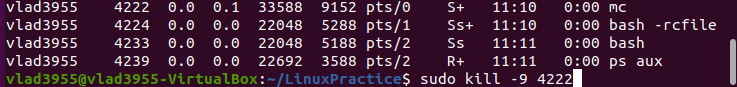 vlad3955 4222 0.0 0.1 33588 9152 pts/0 S+ 11:10 0:00 mc
vlad3955 4224 0.0 0.0 22048 5288 pts/1 Ss+ 11:10 0:00 bash -rcfile
vlad3955 4233 0.0 0.0 22048 5188 pts/2 Ss 11:11 0:00 bash
vlad3955 4239 0.0 0.0 22692 3588 pts/2 R+ 11:11 0:00 ps aux
vlad3955@vlad3955-VirtualBox:~/LinuxPractice$ sudo kill -9 4222